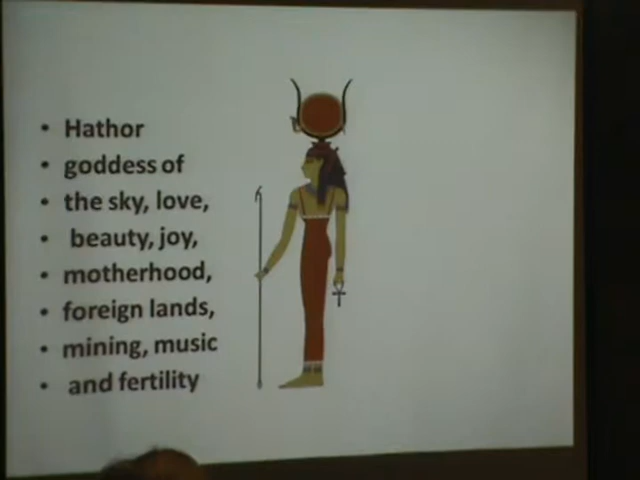 • Hathor
• goddess of
• the sky, love,
• beauty, joy,
• motherhood,
• foreign lands,
• mining, music
• and fertility